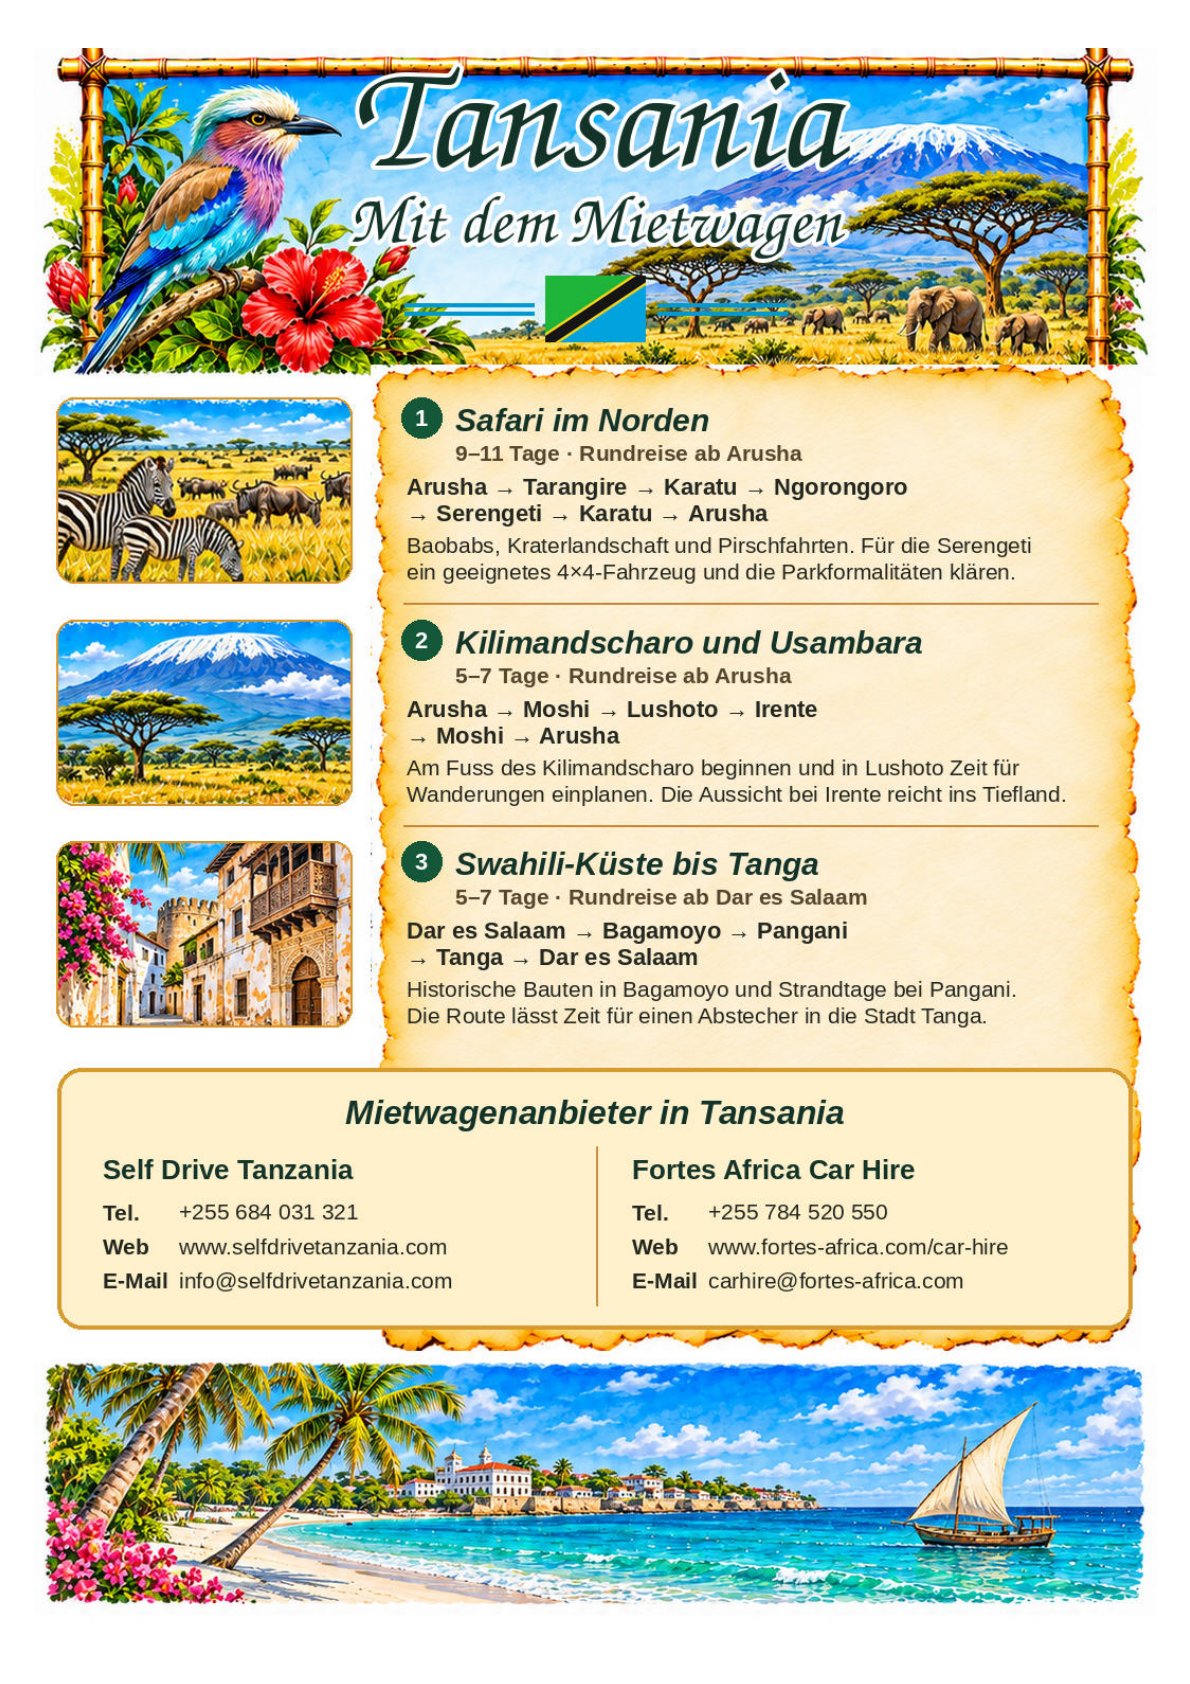 Tansania
Mit dem Mietwagen
1 Safari im Norden
9–11 Tage · Rundreise ab Arusha
Arusha → Tarangire → Karatu → Ngorongoro
→ Serengeti → Karatu → Arusha
Baobabs, Kraterlandschaft und Pirschfahrten. Für die Serengeti
ein geeignetes 4×4-Fahrzeug und die Parkformalitäten klären.
2 Kilimandscharo und Usambara
5–7 Tage · Rundreise ab Arusha
Arusha → Moshi → Lushoto → Irente
→ Moshi → Arusha
Am Fuss des Kilimandscharo beginnen und in Lushoto Zeit für
Wanderungen einplanen. Die Aussicht bei Irente reicht ins Tiefland.
3 Swahili-Küste bis Tanga
5–7 Tage · Rundreise ab Dar es Salaam
Dar es Salaam → Bagamoyo → Pangani
→ Tanga → Dar es Salaam
Historische Bauten in Bagamoyo und Strandtage bei Pangani.
Die Route lässt Zeit für einen Abstecher in die Stadt Tanga.
Mietwagenanbieter in Tansania
Self Drive Tanzania
Tel. +255 684 031 321
Web www.selfdrivetanzania.com
E-Mail info@selfdrivetanzania.com
Fortes Africa Car Hire
Tel. +255 784 520 550
Web www.fortes-africa.com/car-hire
E-Mail carhire@fortes-africa.com